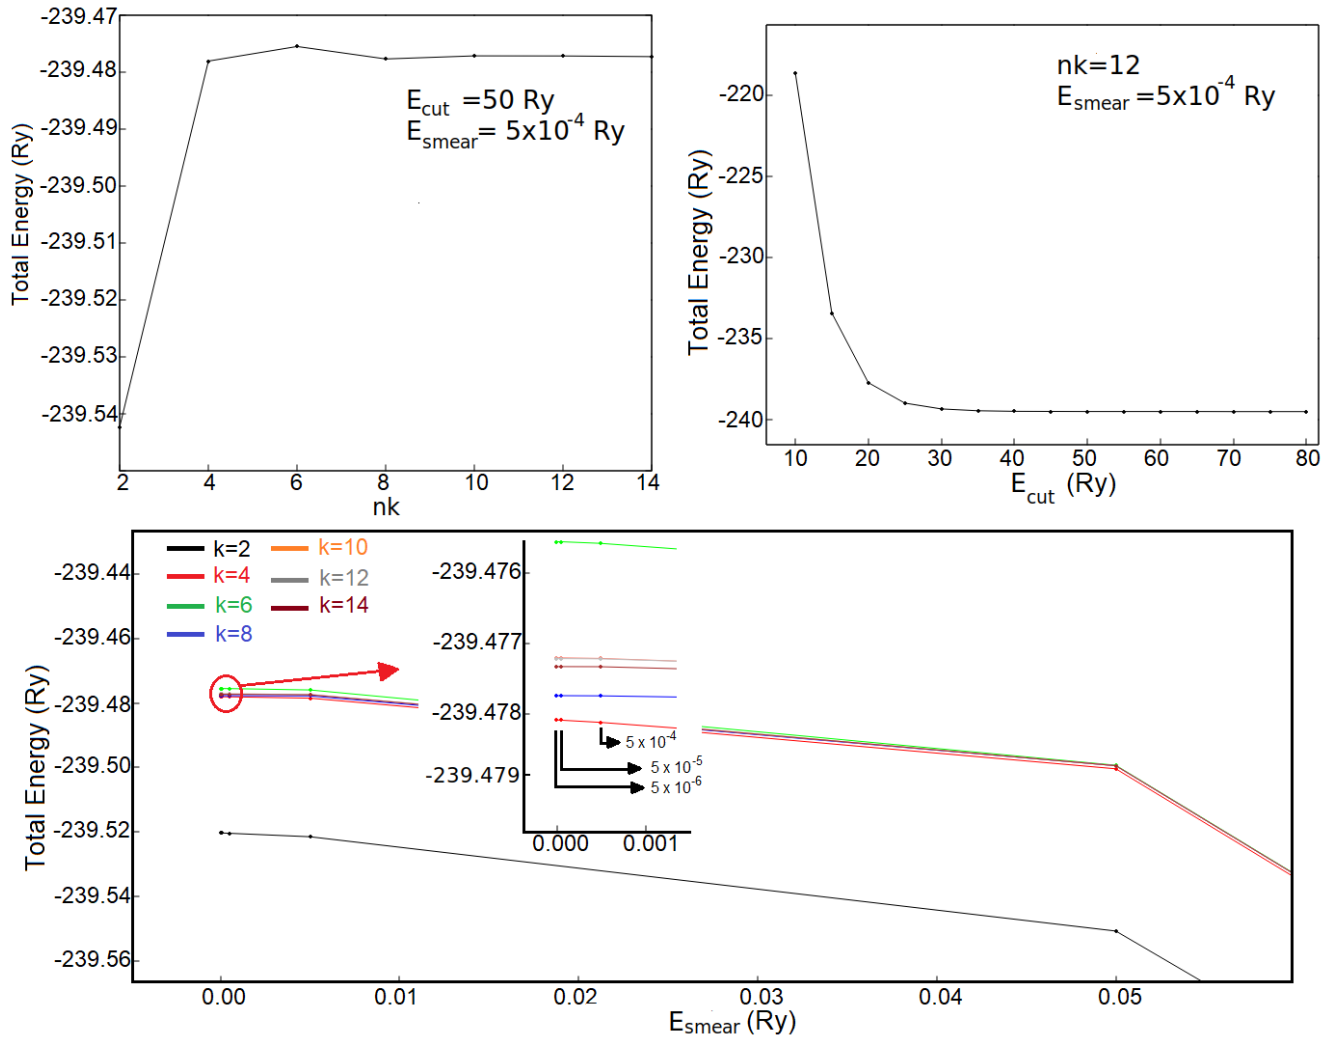 -239.47
-239.48
-239.49
-239.50
-239.51
-239.52
-239.53
-239.54
Total Energy (Ry)
E_cut =50 Ry
E_smear= 5x10^-4 Ry
2 4 6 8 10 12 14
nk
-220
-225
-230
-235
-240
Total Energy (Ry)
nk=12
E_smear=5x10^-4 Ry
10 20 30 40 50 60 70 80
E_cut (Ry)
k=2 k=10
k=4 k=12
k=6 k=14
k=8
-239.44
-239.46
-239.48
-239.50
-239.52
-239.54
-239.56
Total Energy (Ry)
-239.476
-239.477
-239.478
-239.479
5 x 10^-4
5 x 10^-5
5 x 10^-6
0.000 0.001
0.00 0.01 0.02 0.03 0.04 0.05
E_smear (Ry)